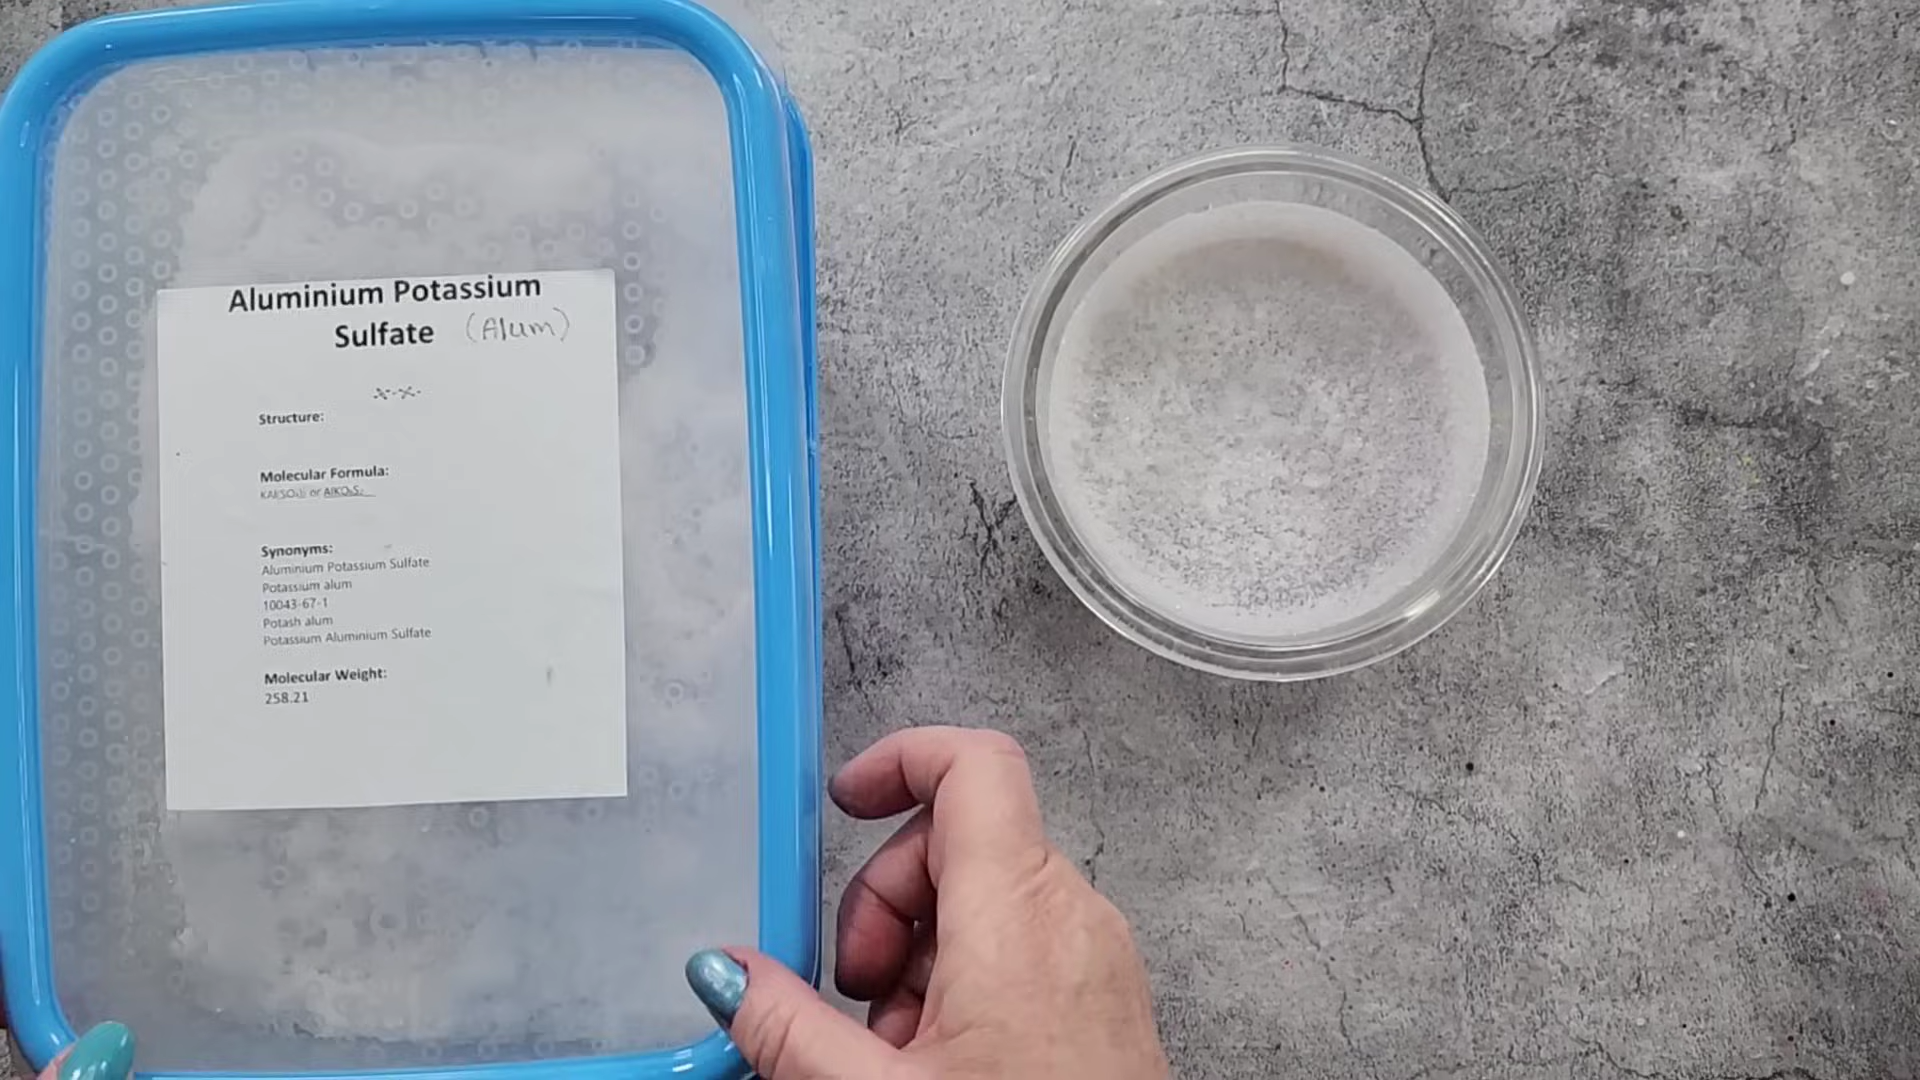 Aluminium Potassium
Sulfate (Alum)
Structure:
Molecular Formula:
or
Synonyms:
Aluminium Potassium Sulfate
Potassium alum
10043-67-1
Potash alum
Potassium Aluminium Sulfate
Molecular Weight:
258.21